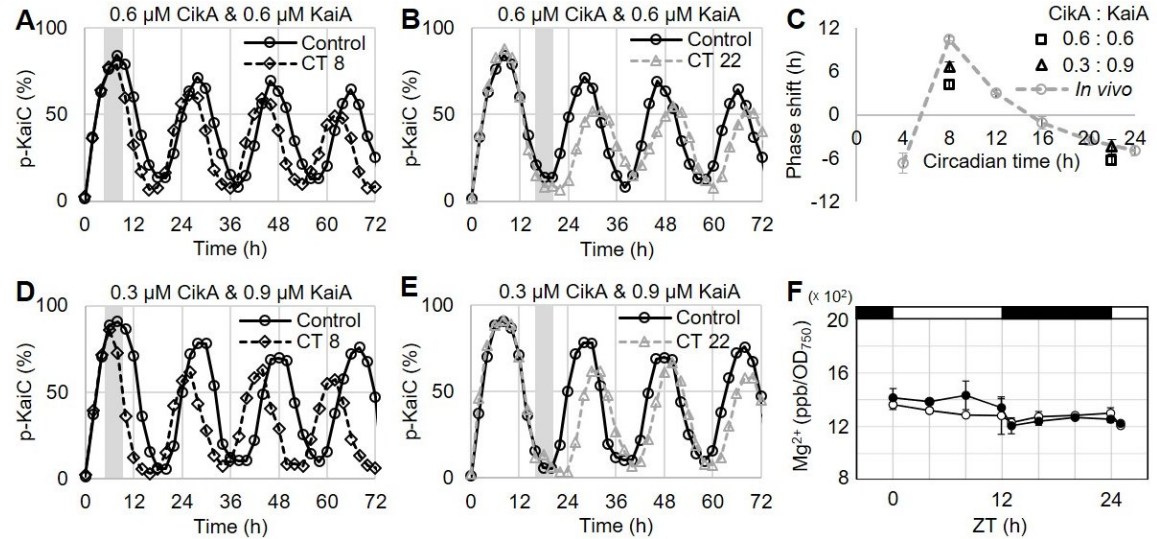 A
0.6 µM CikA & 0.6 µM KaiA
100
50
0
p-KaiC (%)
Control
CT 8
0 12 24 36 48 60 72
Time (h)
B
0.6 µM CikA & 0.6 µM KaiA
100
50
0
p-KaiC (%)
Control
CT 22
0 12 24 36 48 60 72
Time (h)
C
CikA : KaiA
0.6 : 0.6
0.3 : 0.9
In vivo
12
6
0
-6
-12
Phase shift (h)
0 4 8 12 16 20 24
Circadian time (h)
D
0.3 µM CikA & 0.9 µM KaiA
100
50
0
p-KaiC (%)
Control
CT 8
0 12 24 36 48 60 72
Time (h)
E
0.3 µM CikA & 0.9 µM KaiA
100
50
0
p-KaiC (%)
Control
CT 22
0 12 24 36 48 60 72
Time (h)
F
(× 10²)
20
16
12
8
Mg²⁺ (ppb/OD₇₅₀)
0 12 24
ZT (h)